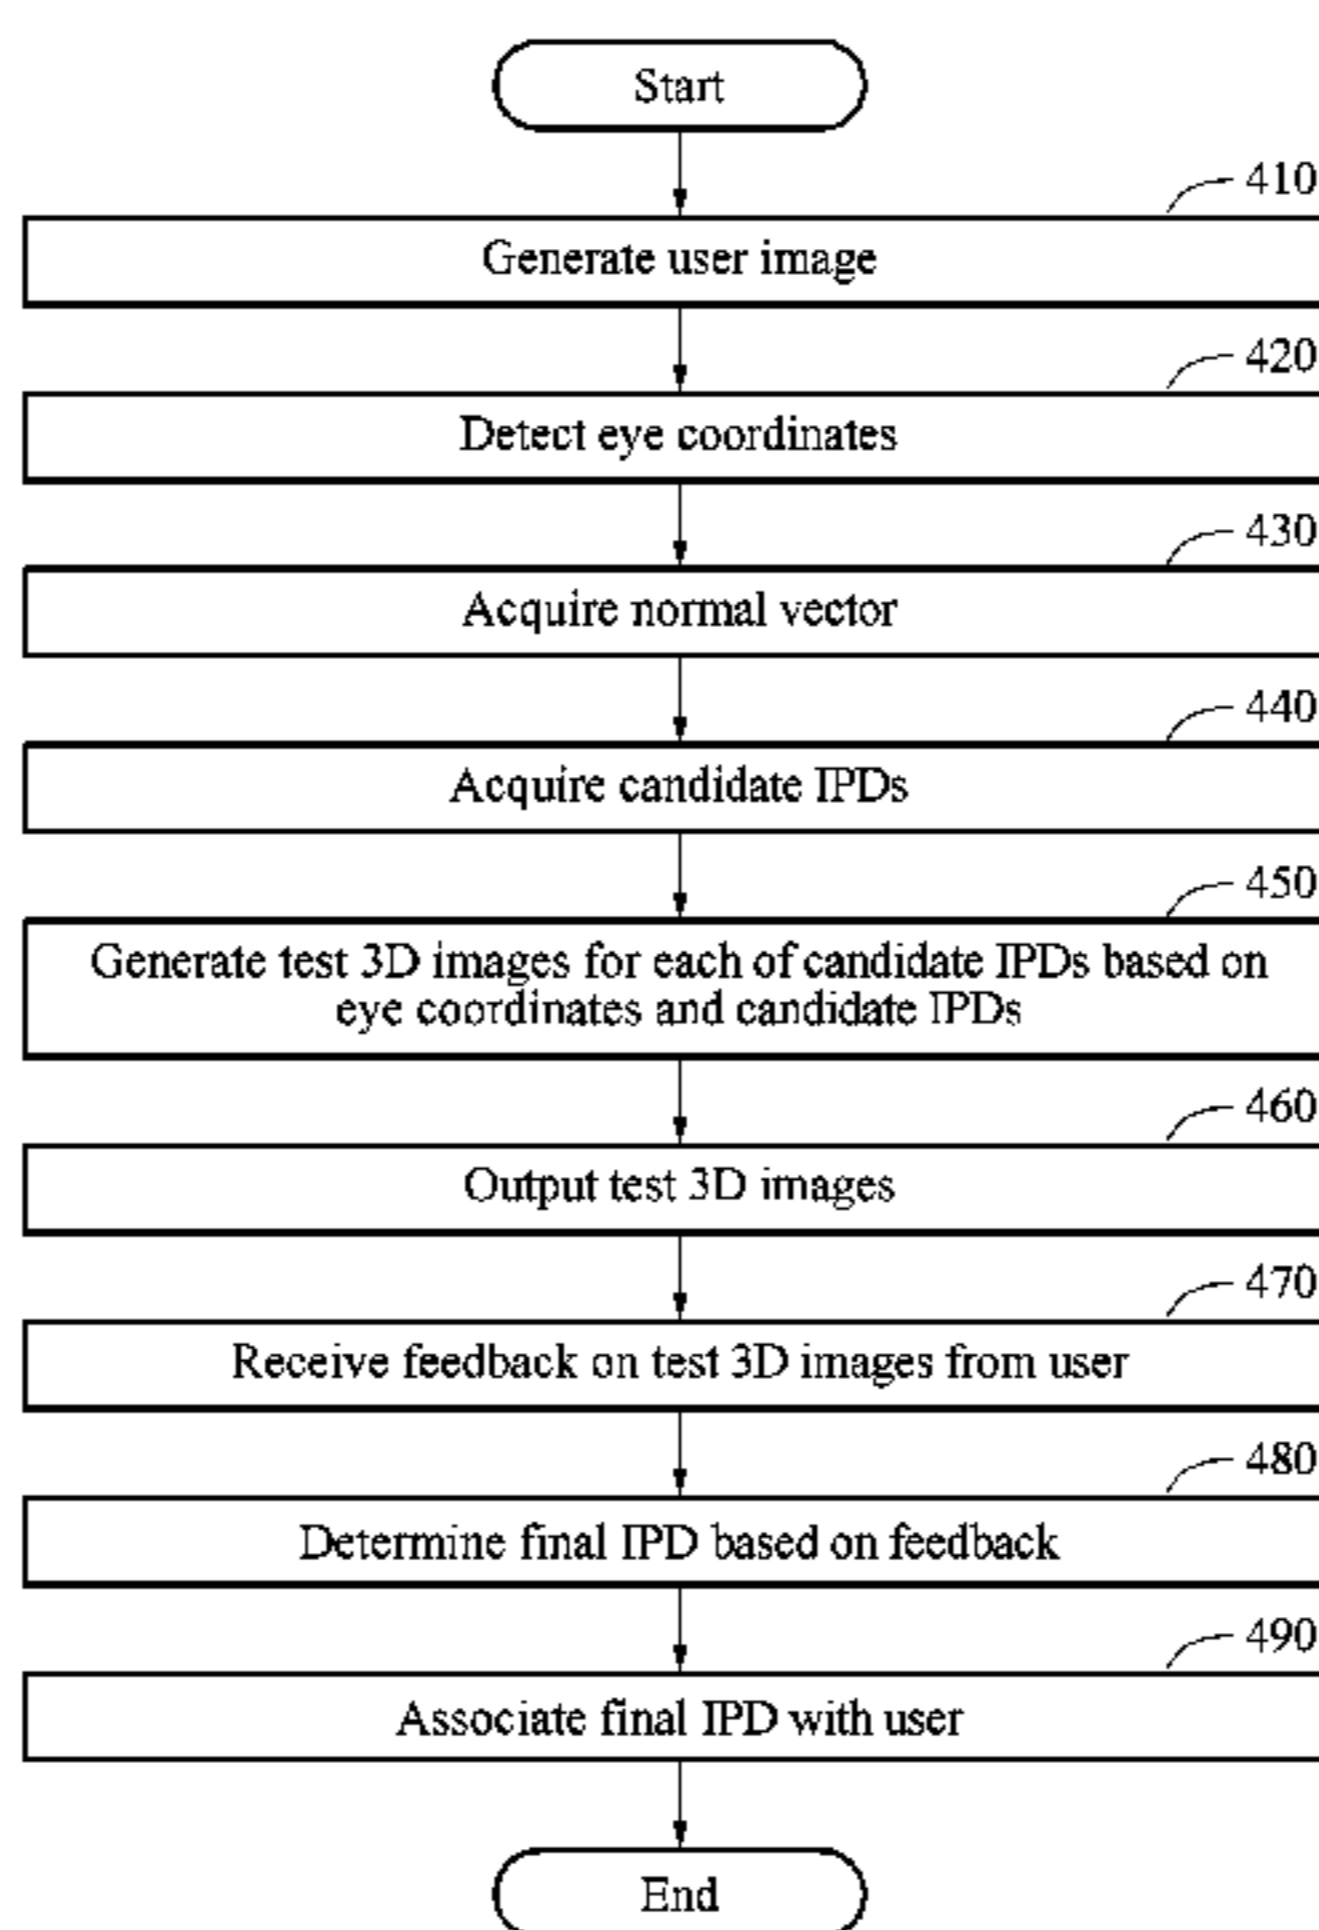 Start
410
Generate user image
420
Detect eye coordinates
430
Acquire normal vector
440
Acquire candidate IPDs
450
Generate test 3D images for each of candidate IPDs based on
eye coordinates and candidate IPDs
460
Output test 3D images
470
Receive feedback on test 3D images from user
480
Determine final IPD based on feedback
490
Associate final IPD with user
End